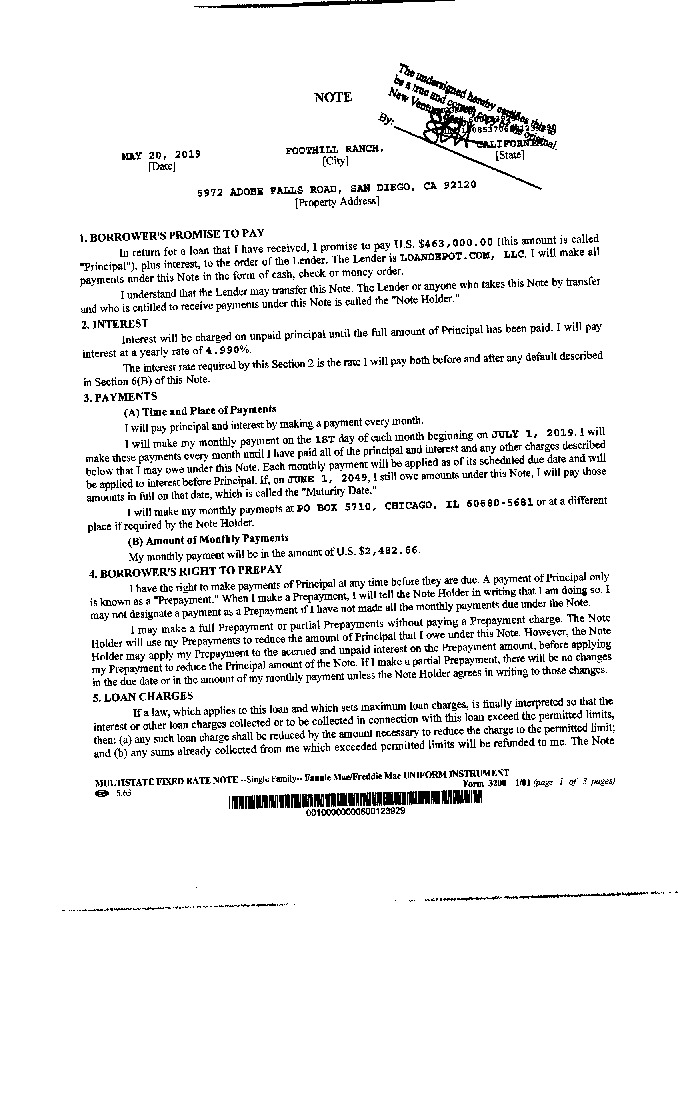 NOTE
The undersigned hereby certifies this to
be a true and correct copy of the original.
New Venture
By:
MAY 20, 2019
[Date]
FOOTHILL RANCH,
[City]
CALIFORNIA
[State]
5972 ADOBE FALLS ROAD, SAN DIEGO, CA 92120
[Property Address]
1. BORROWER'S PROMISE TO PAY
In return for a loan that I have received, I promise to pay U.S. $463,000.00 (this amount is called
"Principal"), plus interest, to the order of the Lender. The Lender is LOANDEPOT.COM, LLC. I will make all
payments under this Note in the form of cash, check or money order.
I understand that the Lender may transfer this Note. The Lender or anyone who takes this Note by transfer
and who is entitled to receive payments under this Note is called the "Note Holder."
2. INTEREST
Interest will be charged on unpaid principal until the full amount of Principal has been paid. I will pay
interest at a yearly rate of 4.990%.
The interest rate required by this Section 2 is the rate I will pay both before and after any default described
in Section 6(B) of this Note.
3. PAYMENTS
(A) Time and Place of Payments
I will pay principal and interest by making a payment every month.
I will make my monthly payment on the 1ST day of each month beginning on JULY 1, 2019. I will
make these payments every month until I have paid all of the principal and interest and any other charges described
below that I may owe under this Note. Each monthly payment will be applied as of its scheduled due date and will
be applied to interest before Principal. If, on JUNE 1, 2049, I still owe amounts under this Note, I will pay those
amounts in full on that date, which is called the "Maturity Date."
I will make my monthly payments at PO BOX 5710, CHICAGO, IL 60680-5681 or at a different
place if required by the Note Holder.
(B) Amount of Monthly Payments
My monthly payment will be in the amount of U.S. $2,482.66.
4. BORROWER'S RIGHT TO PREPAY
I have the right to make payments of Principal at any time before they are due. A payment of Principal only
is known as a "Prepayment." When I make a Prepayment, I will tell the Note Holder in writing that I am doing so. I
may not designate a payment as a Prepayment if I have not made all the monthly payments due under the Note.
I may make a full Prepayment or partial Prepayments without paying a Prepayment charge. The Note
Holder will use my Prepayments to reduce the amount of Principal that I owe under this Note. However, the Note
Holder may apply my Prepayment to the accrued and unpaid interest on the Prepayment amount, before applying
my Prepayment to reduce the Principal amount of the Note. If I make a partial Prepayment, there will be no changes
in the due date or in the amount of my monthly payment unless the Note Holder agrees in writing to those changes.
5. LOAN CHARGES
If a law, which applies to this loan and which sets maximum loan charges, is finally interpreted so that the
interest or other loan charges collected or to be collected in connection with this loan exceed the permitted limits,
then: (a) any such loan charge shall be reduced by the amount necessary to reduce the charge to the permitted limit;
and (b) any sums already collected from me which exceeded permitted limits will be refunded to me. The Note
MULTISTATE FIXED RATE NOTE --Single Family-- Fannie Mae/Freddie Mac UNIFORM INSTRUMENT
Form 3200 1/01 (page 1 of 3 pages)
5.63